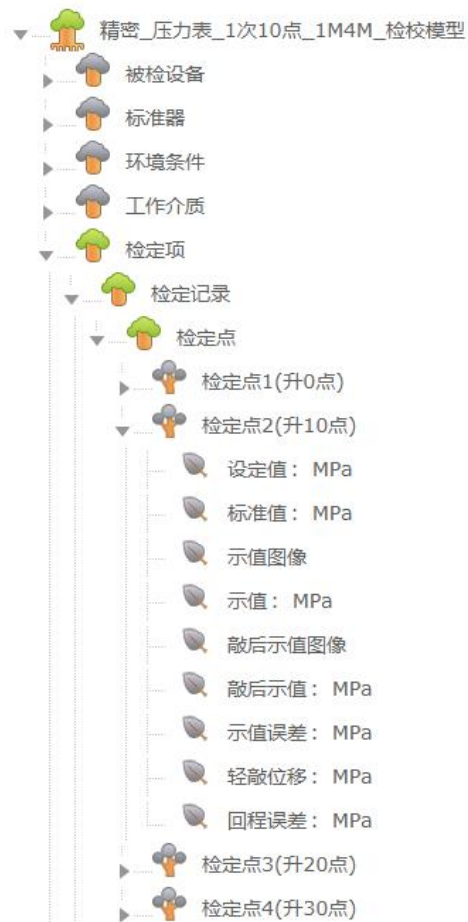 精密_压力表_1次10点_1M4M_检校模型
被检设备
标准器
环境条件
工作介质
检定项
检定记录
检定点
检定点1(升0点)
检定点2(升10点)
设定值： MPa
标准值： MPa
示值图像
示值： MPa
敲后示值图像
敲后示值： MPa
示值误差： MPa
轻敲位移： MPa
回程误差： MPa
检定点3(升20点)
检定点4(升30点)